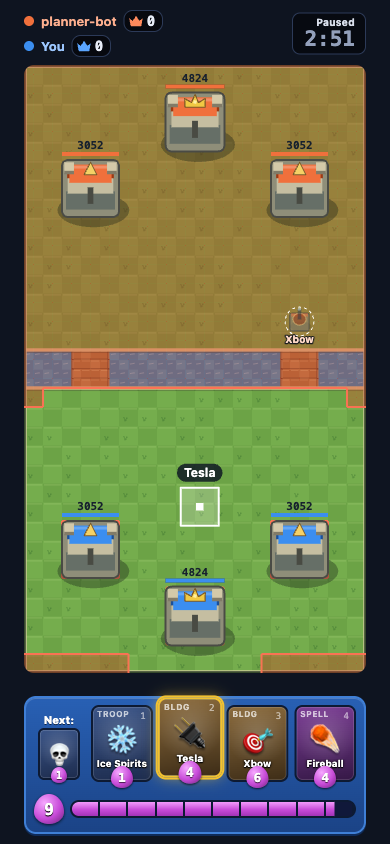 planner-bot 0
You 0
Paused
2:51
4824
3052
3052
Xbow
Tesla
3052
3052
4824
Next:
1
TROOP 1
Ice Spirits
1
BLDG 2
Tesla
4
BLDG 3
Xbow
6
SPELL 4
Fireball
4
9